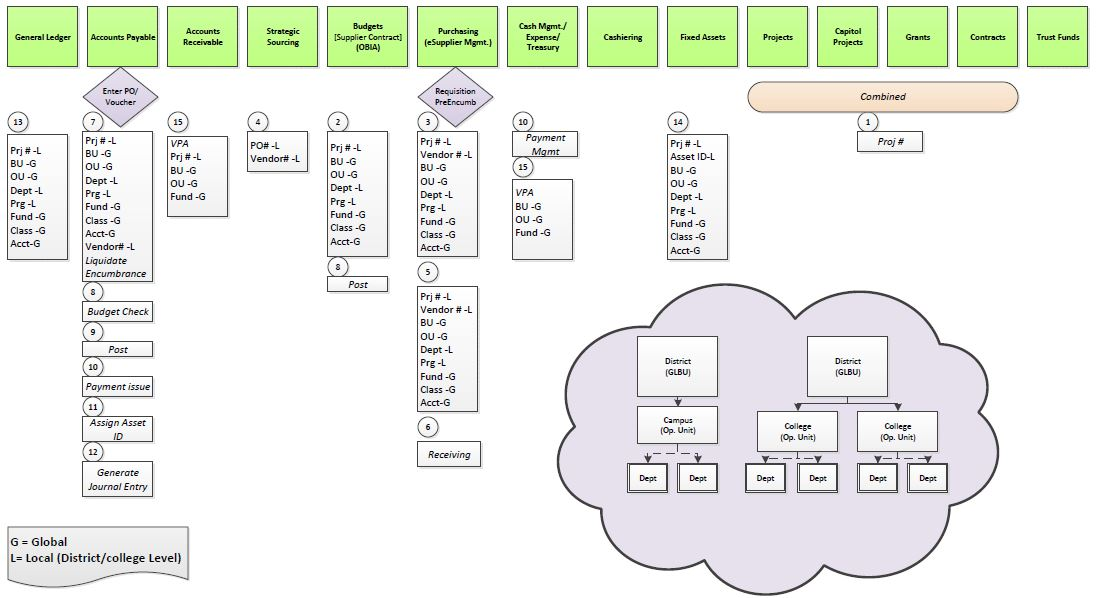 General Ledger
Accounts Payable
Accounts
Receivable
Strategic
Sourcing
Budgets
[Supplier Contract]
(OBIA)
Purchasing
(eSupplier Mgmt.)
Cash Mgmt./
Expense/
Treasury
Cashiering
Fixed Assets
Projects
Capitol
Projects
Grants
Contracts
Trust Funds
Enter PO/
Voucher
Requisition
PreEncumb
Combined
13
Prj # -L
BU -G
OU -G
Dept -L
Prg -L
Fund -G
Class -G
Acct-G
7
Prj # -L
BU -G
OU -G
Dept -L
Prg -L
Fund -G
Class -G
Acct-G
Vendor# -L
Liquidate
Encumbrance
8
Budget Check
9
Post
10
Payment issue
11
Assign Asset
ID
12
Generate
Journal Entry
15
VPA
Prj # -L
BU -G
OU -G
Fund -G
4
PO# -L
Vendor# -L
2
Prj # -L
BU -G
OU -G
Dept -L
Prg -L
Fund -G
Class -G
Acct-G
8
Post
3
Prj # -L
Vendor # -L
BU -G
OU -G
Dept -L
Prg -L
Fund -G
Class -G
Acct-G
5
Prj # -L
Vendor # -L
BU -G
OU -G
Dept -L
Prg -L
Fund -G
Class -G
Acct-G
6
Receiving
10
Payment
Mgmt
15
VPA
BU -G
OU -G
Fund -G
14
Prj # -L
Asset ID-L
BU -G
OU -G
Dept -L
Prg -L
Fund -G
Class -G
Acct-G
1
Proj #
District
(GLBU)
Campus
(Op. Unit)
Dept
Dept
District
(GLBU)
College
(Op. Unit)
College
(Op. Unit)
Dept
Dept
Dept
Dept
G = Global
L= Local (District/college Level)